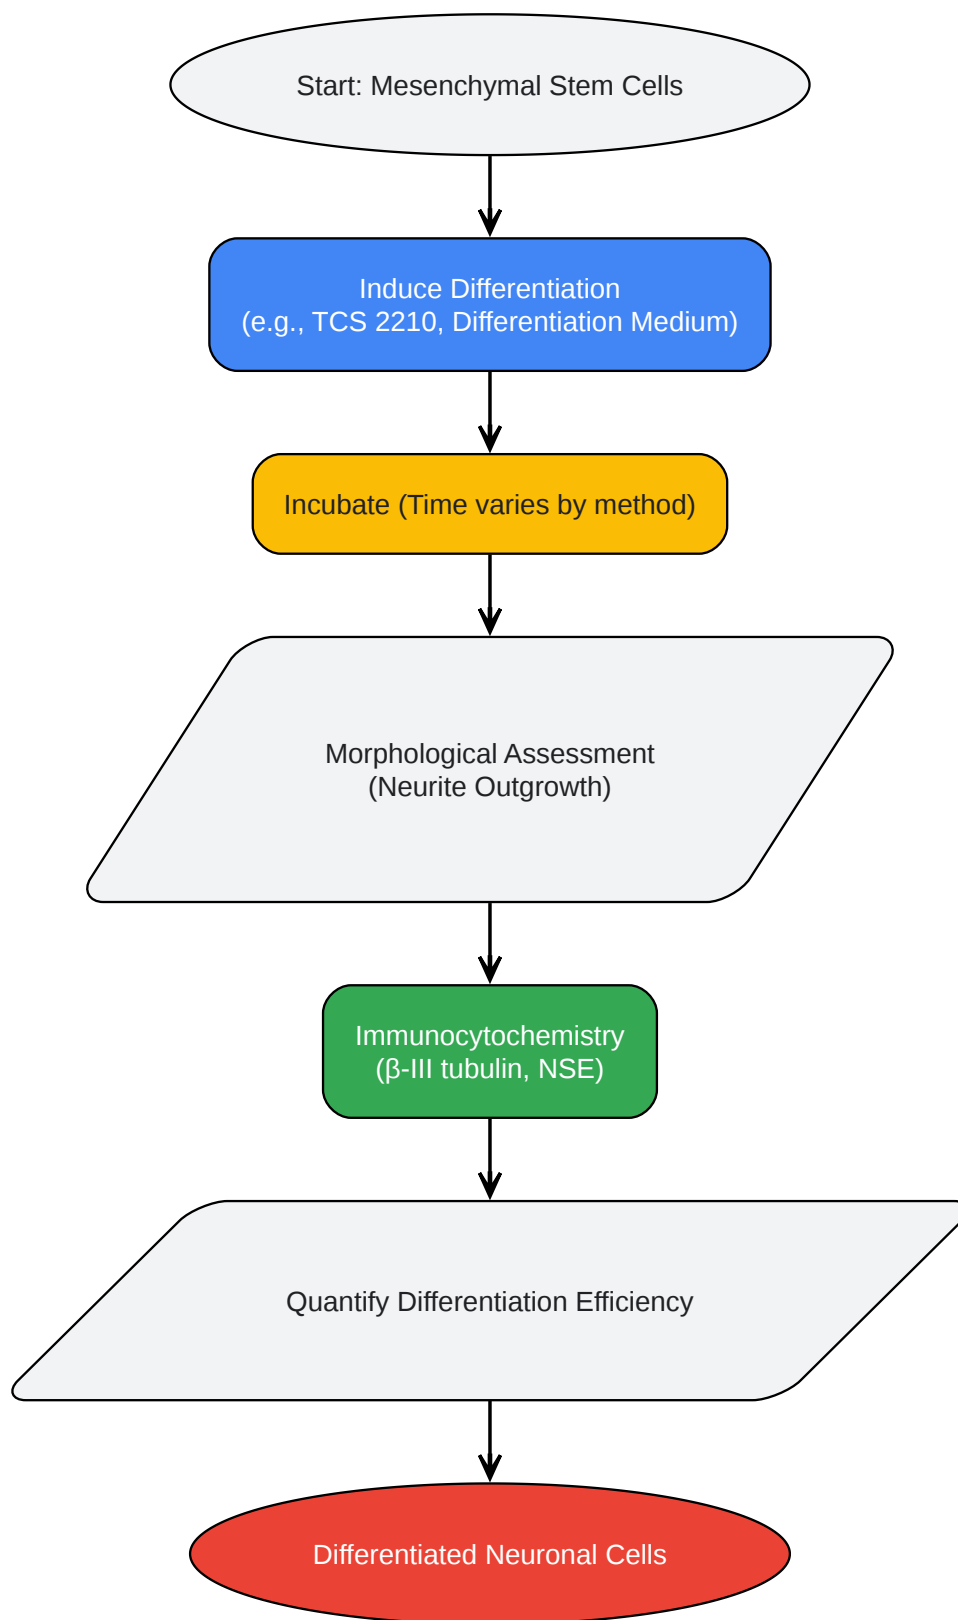 Start: Mesenchymal Stem Cells
Induce Differentiation
(e.g., TCS 2210, Differentiation Medium)
Incubate (Time varies by method)
Morphological Assessment
(Neurite Outgrowth)
Immunocytochemistry
(β-III tubulin, NSE)
Quantify Differentiation Efficiency
Differentiated Neuronal Cells